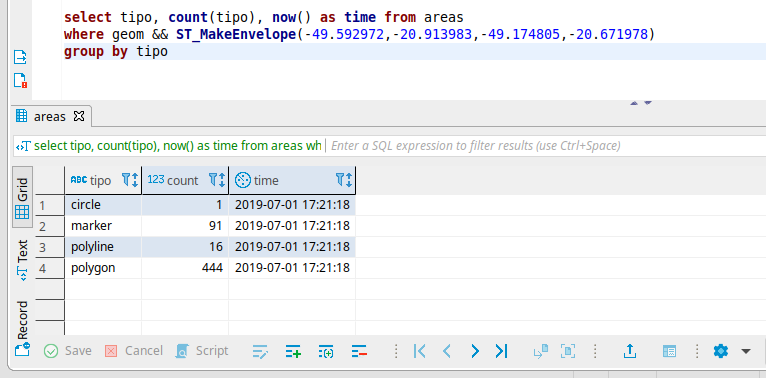 select tipo, count(tipo), now() as time from areas
where geom && ST_MakeEnvelope(-49.592972,-20.913983,-49.174805,-20.671978)
group by tipo
areas
select tipo, count(tipo), now() as time from areas wh Enter a SQL expression to filter results (use Ctrl+Space)
Grid
Text
Record
ABC tipo 123 count time
1 circle 1 2019-07-01 17:21:18
2 marker 91 2019-07-01 17:21:18
3 polyline 16 2019-07-01 17:21:18
4 polygon 444 2019-07-01 17:21:18
Save Cancel Script